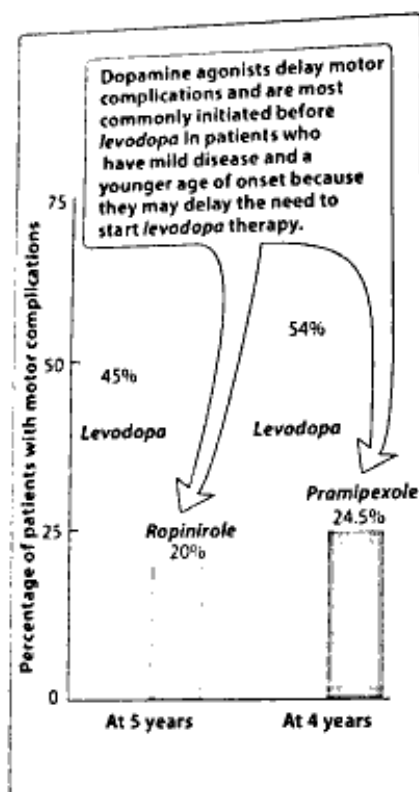 Dopamine agonists delay motor
complications and are most
commonly initiated before
levodopa in patients who
have mild disease and a
younger age of onset because
they may delay the need to
start levodopa therapy.
Percentage of patients with motor complications
75
50
25
0
45%
Levodopa
Ropinirole
20%
54%
Levodopa
Pramipexole
24.5%
At 5 years
At 4 years